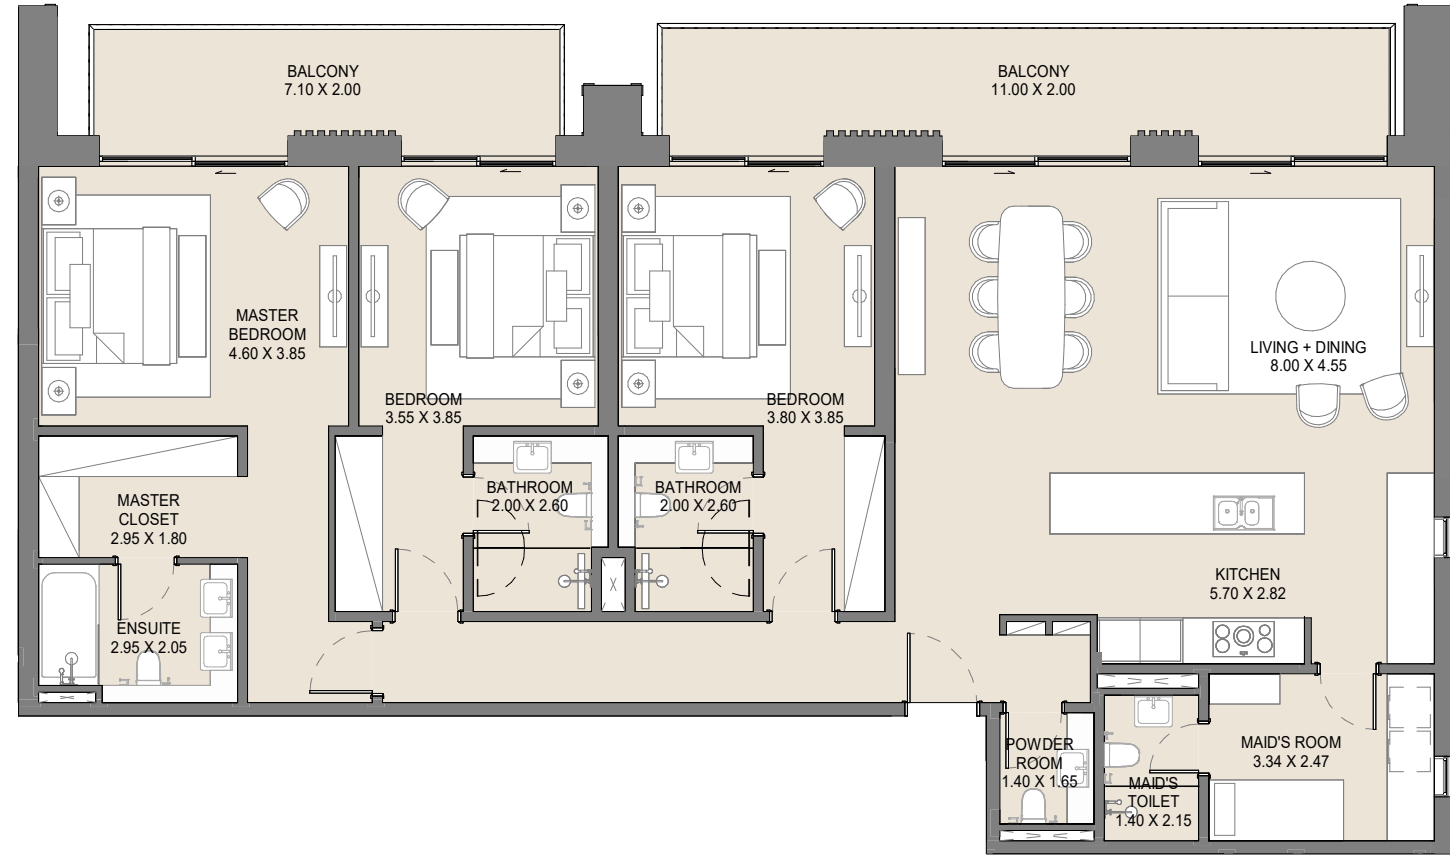 BALCONY
7.10 X 2.00
BALCONY
11.00 X 2.00
MASTER
BEDROOM
4.60 X 3.85
BEDROOM
3.55 X 3.85
BEDROOM
3.80 X 3.85
LIVING + DINING
8.00 X 4.55
MASTER
CLOSET
2.95 X 1.80
BATHROOM
2.00 X 2.60
BATHROOM
2.00 X 2.60
KITCHEN
5.70 X 2.82
ENSUITE
2.95 X 2.05
POWDER
ROOM
1.40 X 1.65
MAID'S
TOILET
1.40 X 2.15
MAID'S ROOM
3.34 X 2.47